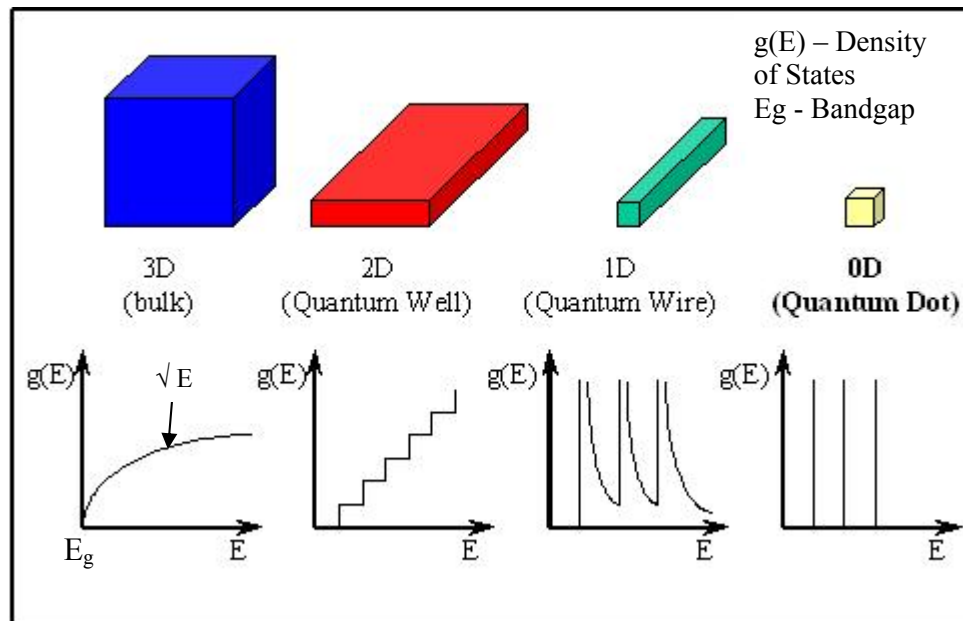 g(E) – Density
of States
Eg - Bandgap
3D
(bulk)
2D
(Quantum Well)
1D
(Quantum Wire)
0D
(Quantum Dot)
g(E)
√ E
E
Eg
g(E)
E
g(E)
E
g(E)
E